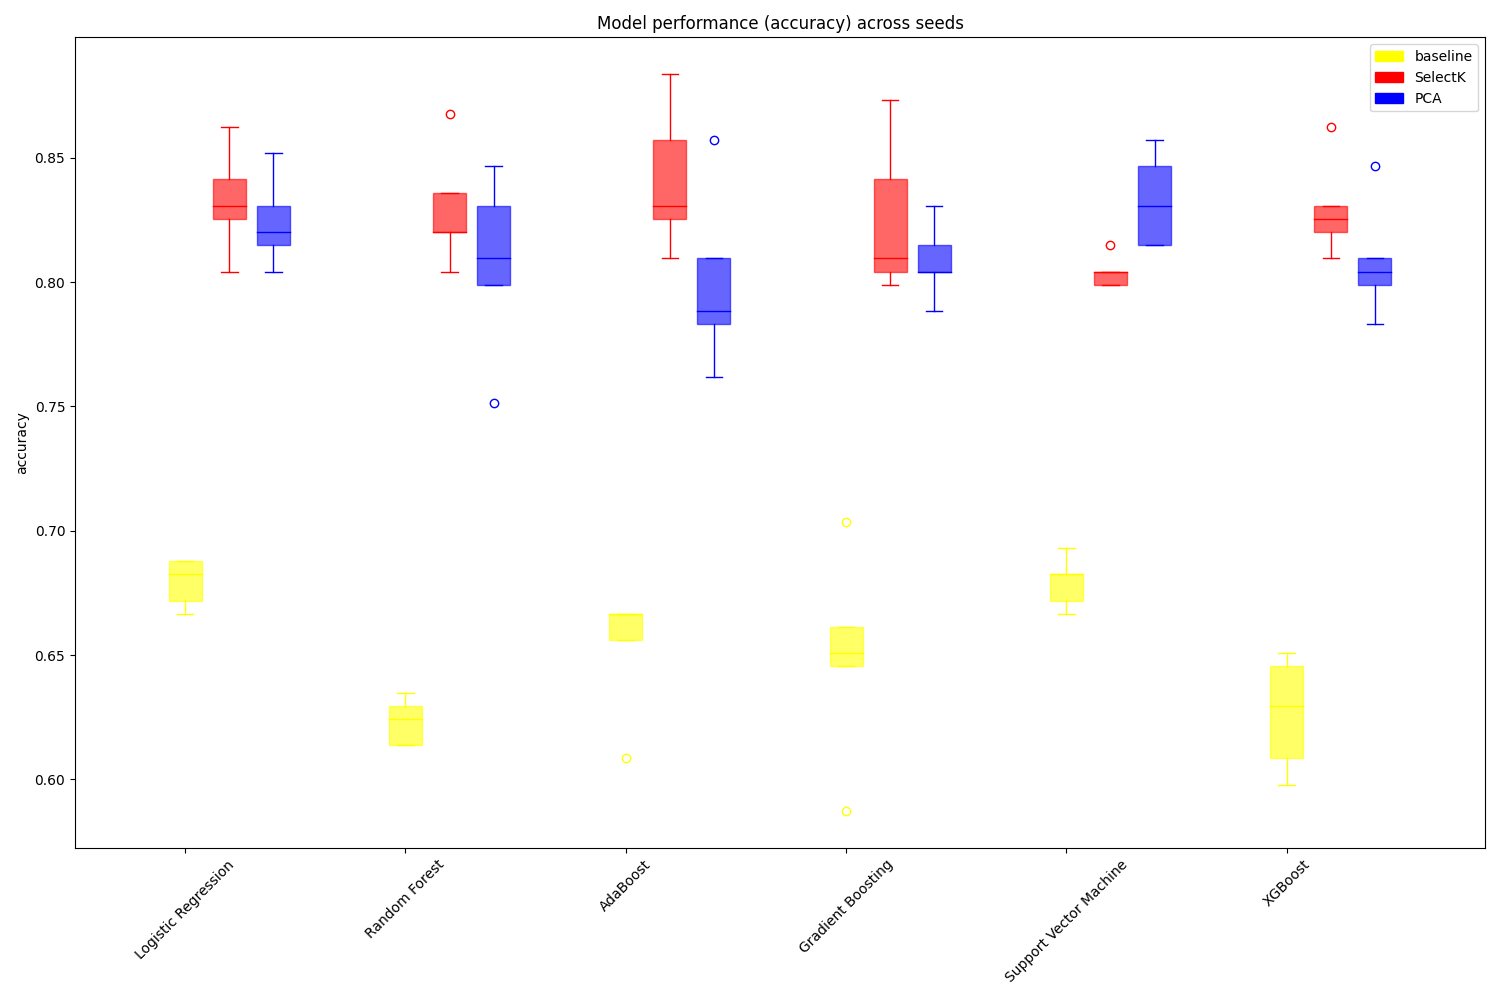 Model performance (accuracy) across seeds
baseline
SelectK
PCA
accuracy
0.85
0.80
0.75
0.70
0.65
0.60
Logistic Regression
Random Forest
AdaBoost
Gradient Boosting
Support Vector Machine
XGBoost